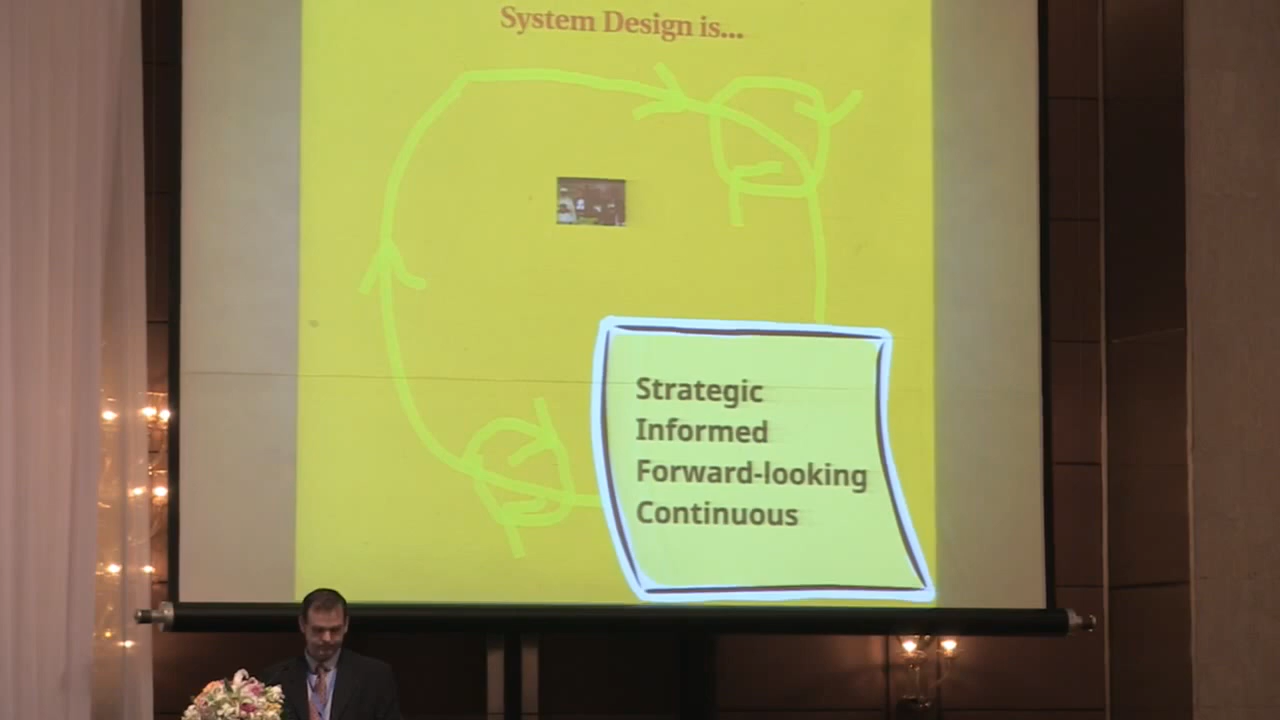 System Design is...
Strategic
Informed
Forward-looking
Continuous